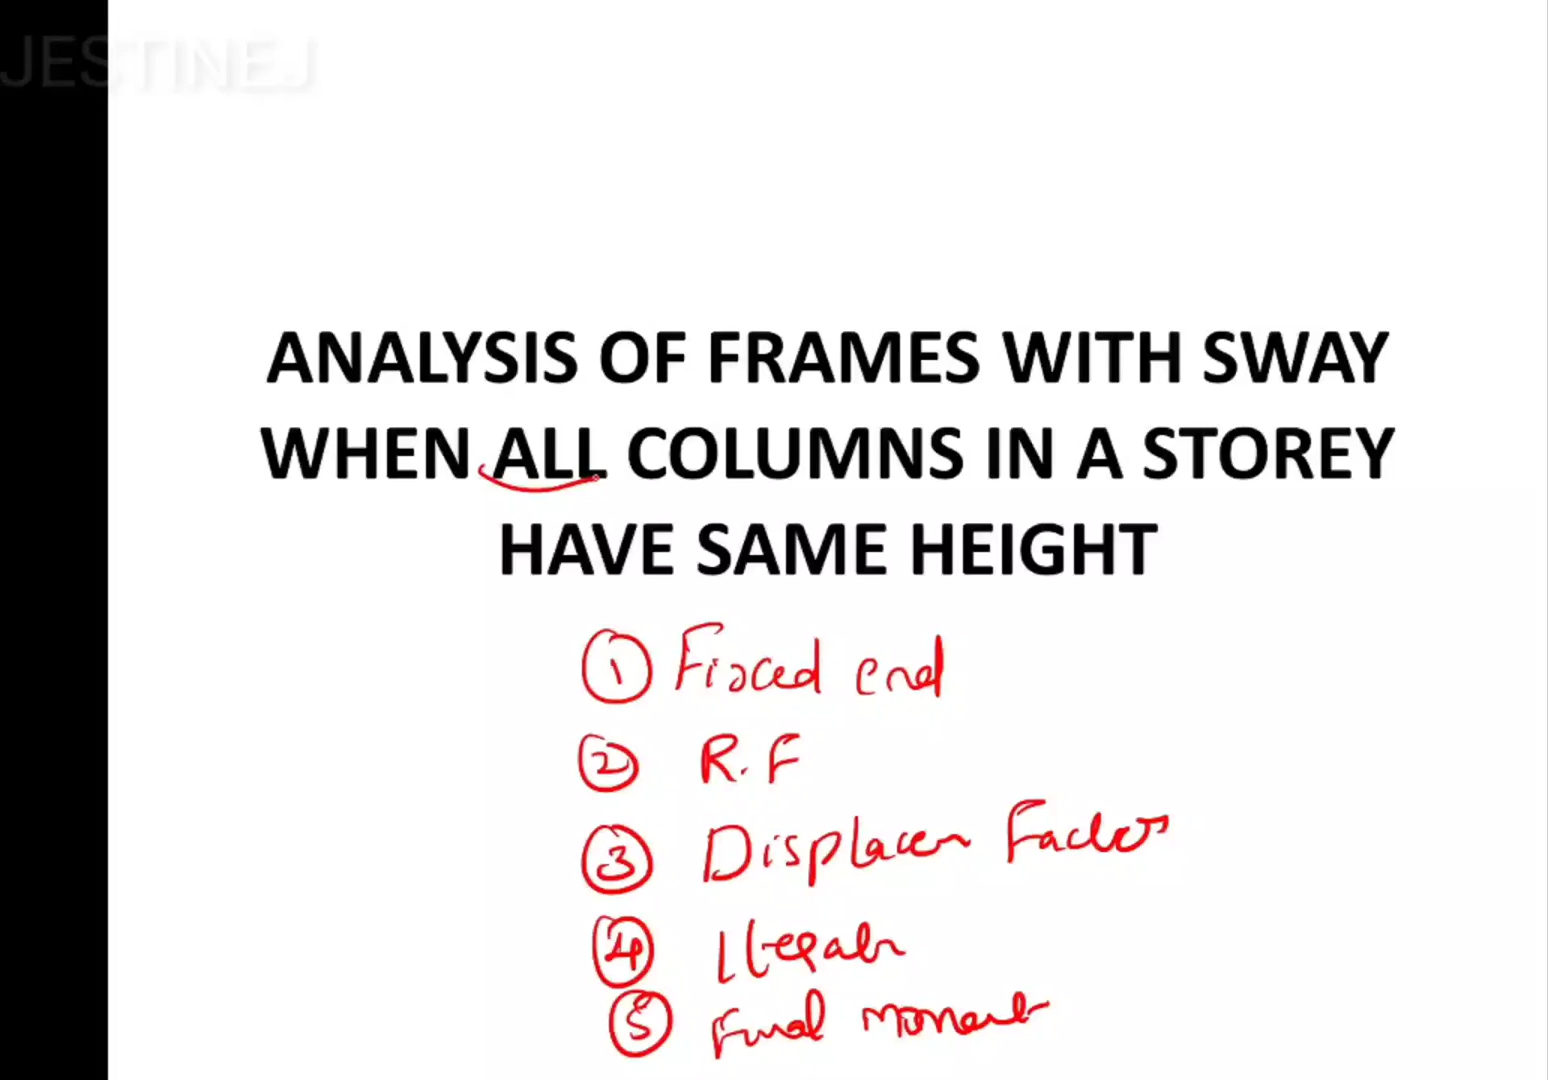 JESTINEJ
ANALYSIS OF FRAMES WITH SWAY
WHEN ALL COLUMNS IN A STOREY
HAVE SAME HEIGHT
① Fixed end
② R.F
③ Displacem Factor
④
⑤ Final moment